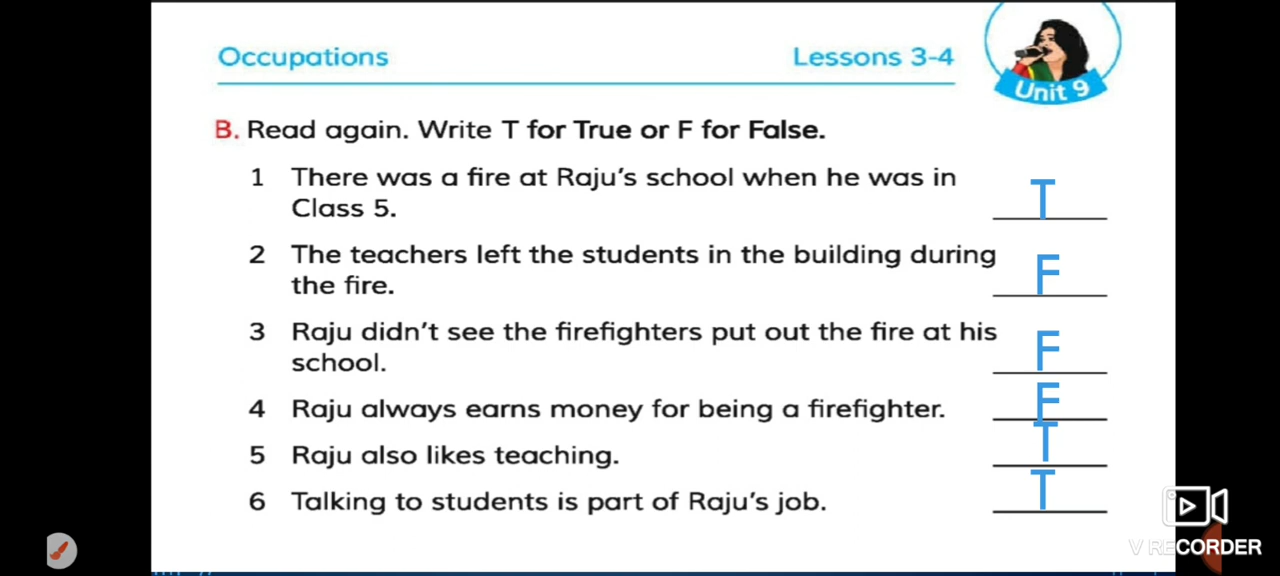 Occupations
Lessons 3-4
Unit 9
B. Read again. Write T for True or F for False.
1 There was a fire at Raju's school when he was in
Class 5.
T
2 The teachers left the students in the building during
the fire.
F
3 Raju didn't see the firefighters put out the fire at his
school.
F
4 Raju always earns money for being a firefighter.
F
5 Raju also likes teaching.
T
6 Talking to students is part of Raju's job.
T
V RECORDER